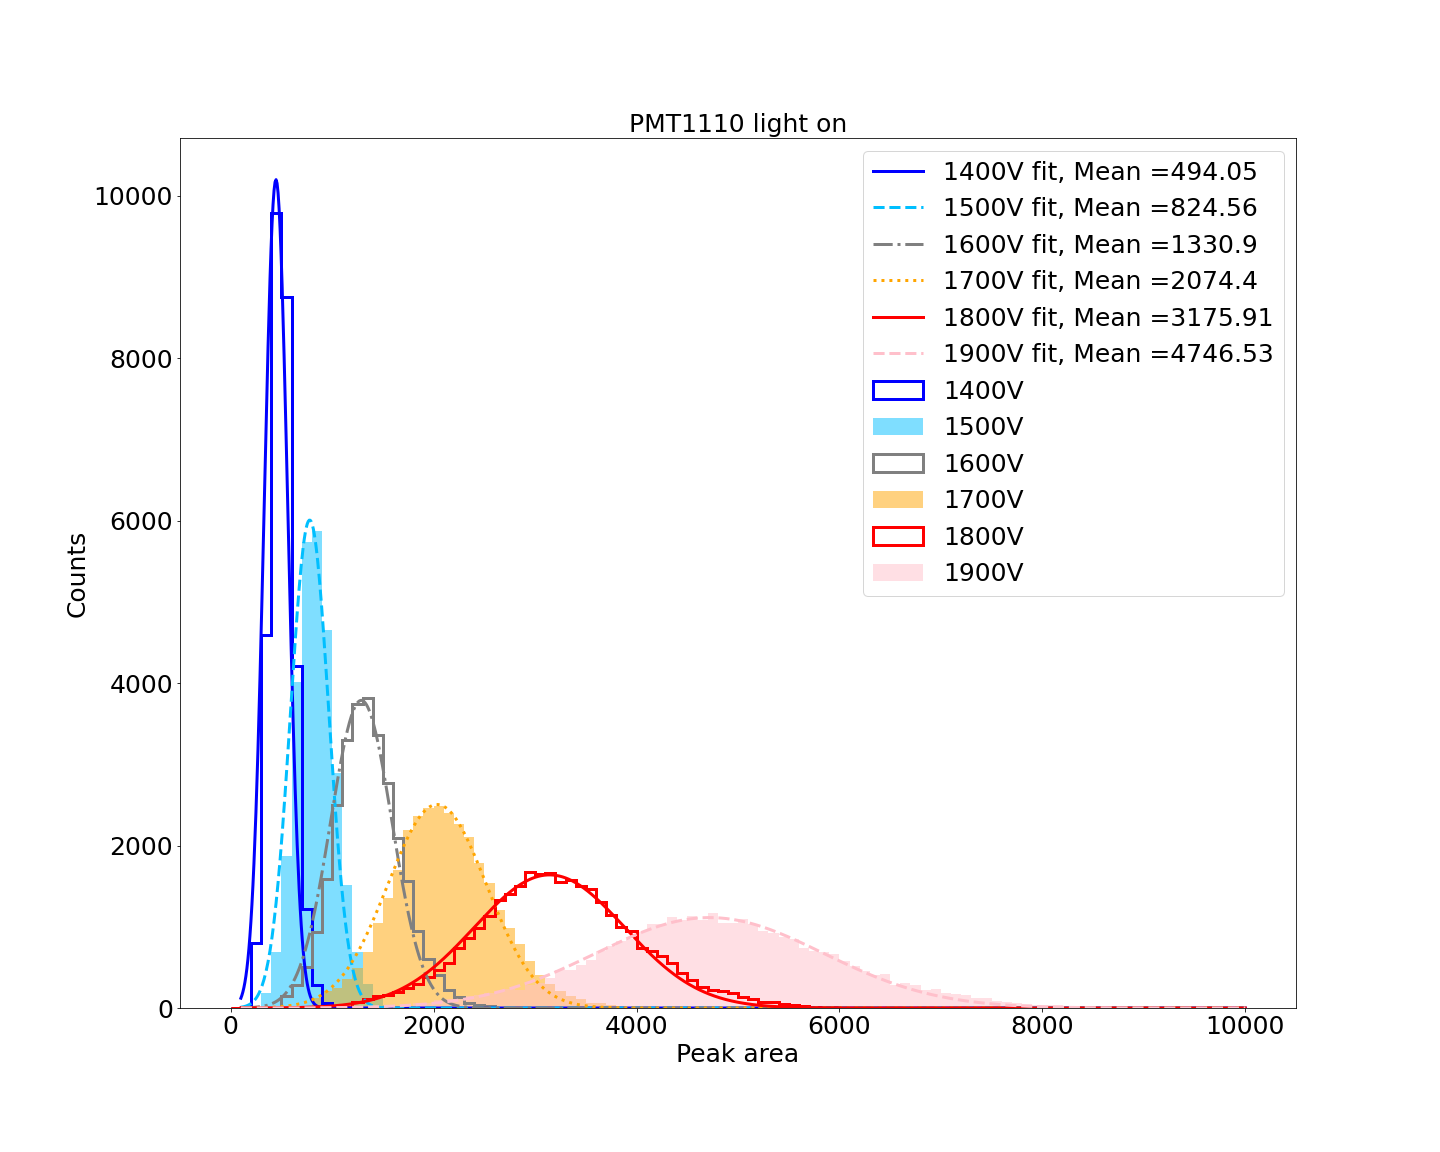 PMT1110 light on
1400V fit, Mean =494.05
1500V fit, Mean =824.56
1600V fit, Mean =1330.9
1700V fit, Mean =2074.4
1800V fit, Mean =3175.91
1900V fit, Mean =4746.53
1400V
1500V
1600V
1700V
1800V
1900V
10000
8000
6000
4000
2000
0
Counts
0 2000 4000 6000 8000 10000
Peak area